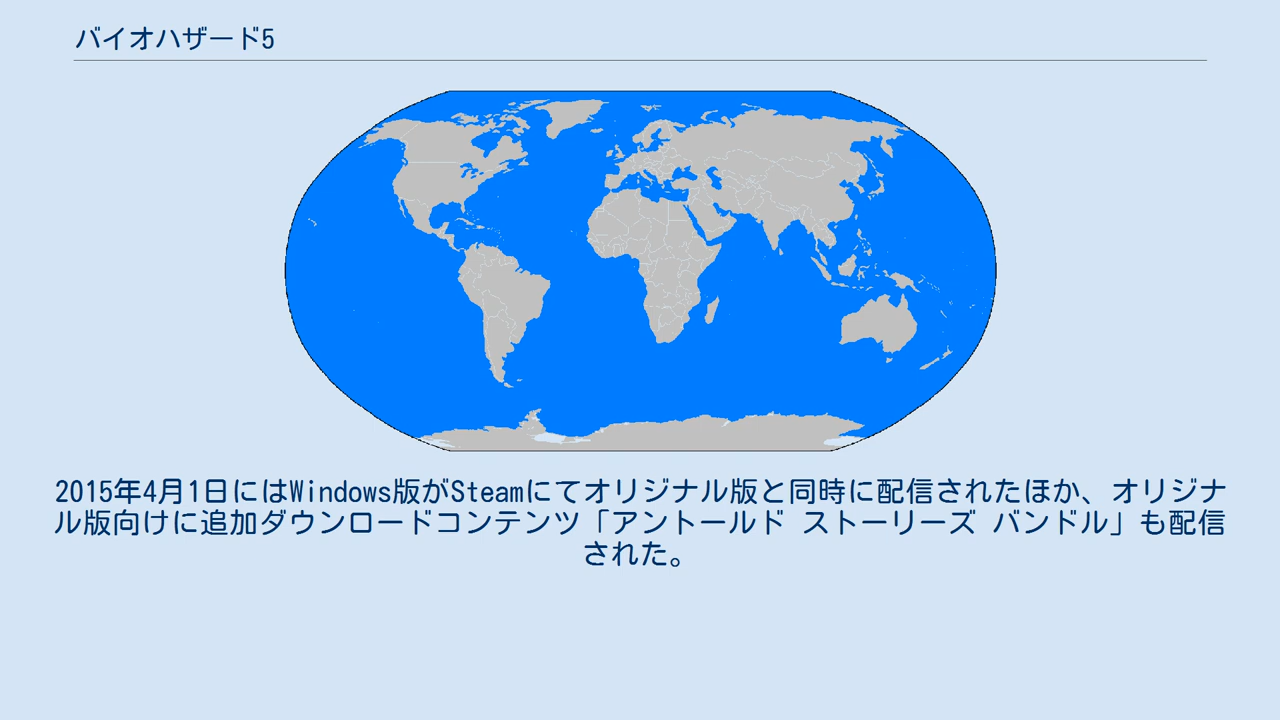 バイオハザード5
2015年4月1日にはWindows版がSteamにてオリジナル版と同時に配信されたほか、オリジナ
ル版向けに追加ダウンロードコンテンツ「アントールド ストーリーズ バンドル」も配信
された。